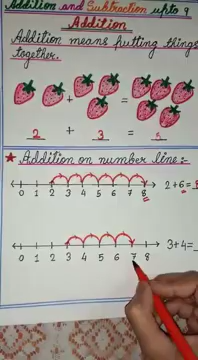 Addition and Subtraction upto 9
Addition
Addition means putting things
together.
+ =
2 + 3 = 5
★ Addition on number line:-
0 1 2 3 4 5 6 7 8 2+6=8
0 1 2 3 4 5 6 7 8 3+4=